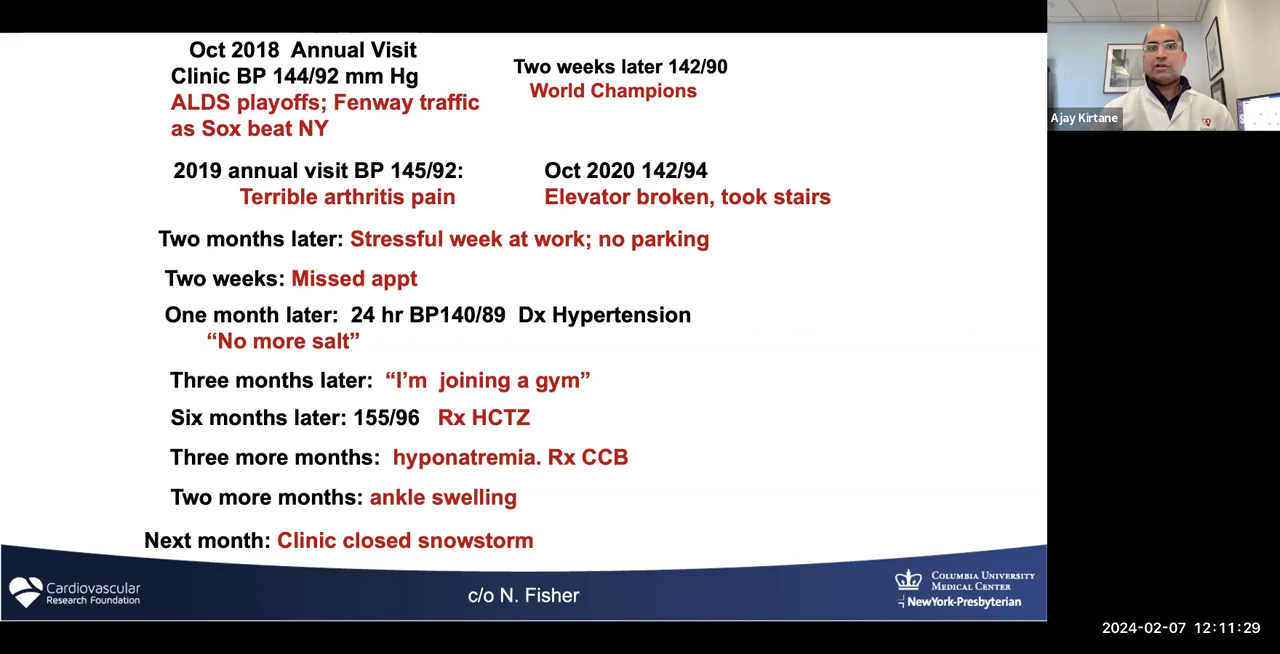 Oct 2018 Annual Visit
Clinic BP 144/92 mm Hg
ALDS playoffs; Fenway traffic
as Sox beat NY
Two weeks later 142/90
World Champions
2019 annual visit BP 145/92:
Terrible arthritis pain
Oct 2020 142/94
Elevator broken, took stairs
Two months later: Stressful week at work; no parking
Two weeks: Missed appt
One month later: 24 hr BP140/89 Dx Hypertension
“No more salt”
Three months later: “I’m joining a gym”
Six months later: 155/96 Rx HCTZ
Three more months: hyponatremia. Rx CCB
Two more months: ankle swelling
Next month: Clinic closed snowstorm
Cardiovascular
Research Foundation
c/o N. Fisher
COLUMBIA UNIVERSITY
MEDICAL CENTER
NewYork-Presbyterian
Ajay Kirtane
2024-02-07 12:11:29